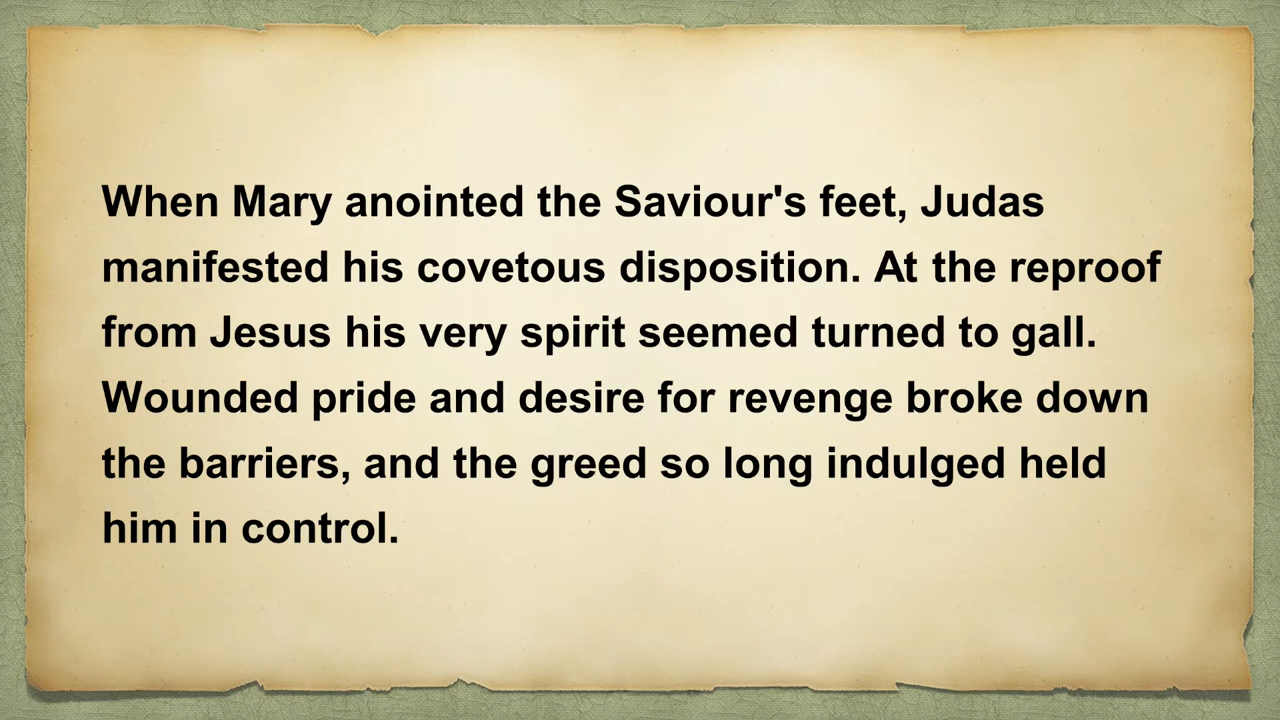 When Mary anointed the Saviour's feet, Judas
manifested his covetous disposition. At the reproof
from Jesus his very spirit seemed turned to gall.
Wounded pride and desire for revenge broke down
the barriers, and the greed so long indulged held
him in control.